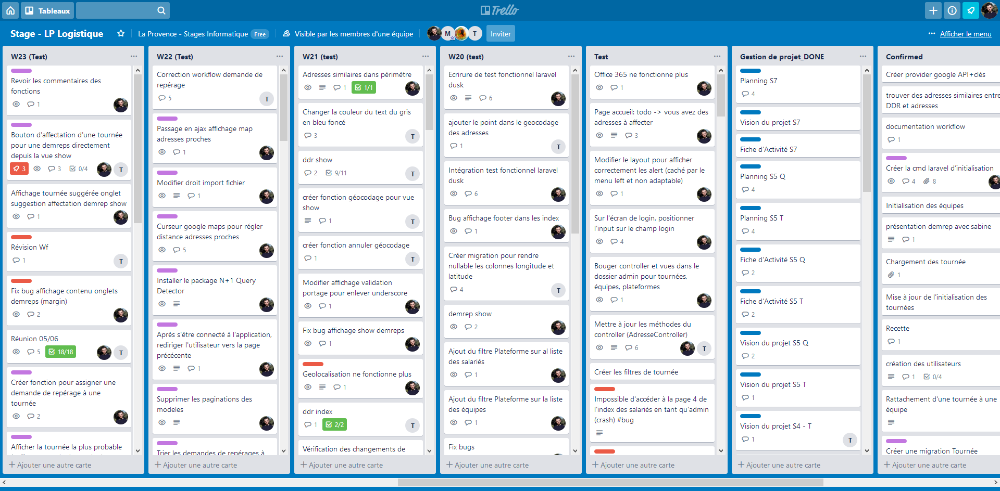 Tableaux
Trello
Stage - LP Logistique
La Provence - Stages Informatique Free
Visible par les membres d'une équipe
M
T
Inviter
Afficher le menu
W23 (Test)
Revoir les commentaires des
fonctions
1
Bouton d'affectation d'une tournée
pour une demreps directement
depuis la vue show
3 3 0/4 T
Affichage tournée suggérée onglet
suggestion affectation demrep show
1
Révision Wf
1 T
Fix bug affichage contenu onglets
demreps (margin)
2
Réunion 05/06
5 18/18 T
Créer fonction pour assigner une
demande de repérage à une
tournée
2
Afficher la tournée la plus probable
+ Ajouter une autre carte
W22 (Test)
Correction workflow demande de
repérage
5 T
Passage en ajax affichage map
adresses proches
1
Modifier droit import fichier
1
Curseur google maps pour régler
distance adresses proches
5
Installer le package N+1 Query
Detector
Après s'être connecté à l'application,
rediriger l'utilisateur vers la page
précécente
1
Supprimer les paginations des
modeles
Trier les demandes de repérages à
+ Ajouter une autre carte
W21 (test)
Adresses similaires dans périmètre
1 1/1
Changer la couleur du text du gris
en bleu foncé
3 T
ddr show
2 9/11 T
créer fonction géocodage pour vue
show
1 T
créer fonction annuler géocodage
1 T
Modifier affichage validation
portage pour enlever underscore
1
Fix bug affichage show demreps
1
Geolocalisation ne fonctionne plus
1
ddr index
1 2/2 T
Vérification des changements de
+ Ajouter une autre carte
W20 (test)
Ecrirure de test fonctionnel laravel
dusk
6
ajouter le point dans le geocodage
des adresses
1 T
Intégration test fonctionnel laravel
dusk
6
Bug affichage footer dans les index
1
Créer migration pour rendre
nullable les colonnes longitude et
latitude
4 T
demrep show
2
Ajout du filtre Plateforme sur al liste
des salariés
1
Ajout du filtre Plateforme sur la liste
des équipes
1
Fix bugs
+ Ajouter une autre carte
Test
Office 365 ne fonctionne plus
1
Page accueil: todo -> vous avez des
adresses à affecter
3
Modifier le layout pour afficher
correctement les alert (caché par le
menu left et non adaptable)
1
Sur l'écran de login, positionner
l'input sur le champ login
4
Bouger controller et vues dans le
dossier admin pour tournées,
équipes, plateformes
1
Mettre à jour les méthodes du
controller (AdresseController)
6 T
Créer les filtres de tournée
Impossible d'accéder à la page 4 de
l'index des salariés en tant qu'admin
(crash) #bug
+ Ajouter une autre carte
Gestion de projet_DONE
Planning S7
4
Vision du projet S7
Fiche d'Activité S7
Planning S5 Q
4
Planning S5 T
4
Fiche d'Activité S5 Q
2
Fiche d'Activité S5 T
2
Vision du projet S5 Q
2
Vision du projet S5 T
1
Vision du projet S4 - T
1 T
+ Ajouter une autre carte
Confirmed
Créer provider google API+clés
trouver des adresses similaires entre
DDR et adresses
documentation workflow
1
Créer la cmd laravel d'initialisation
4 8
Initialisation des équipes
présentation demrep avec sabine
1
Chargement des tournée
1
Mise à jour de l'initialisation des
tournées
Recette
1
création des utilisateurs
1 0/4
Rattachement d'une tournée à une
équipe
Créer une migration Tournée
+ Ajouter une autre carte